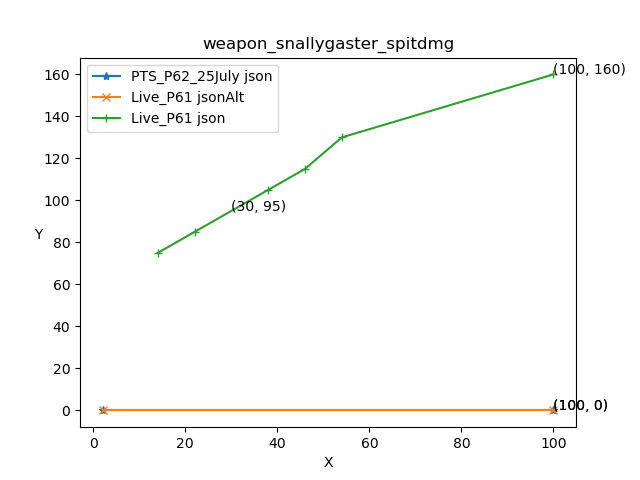 weapon_snallygaster_spitdmg
PTS_P62_25July json
Live_P61 jsonAlt
Live_P61 json
(100, 160)
(30, 95)
(100, 0)
160
140
120
100
80
60
40
20
0
Y
0 20 40 60 80 100
X